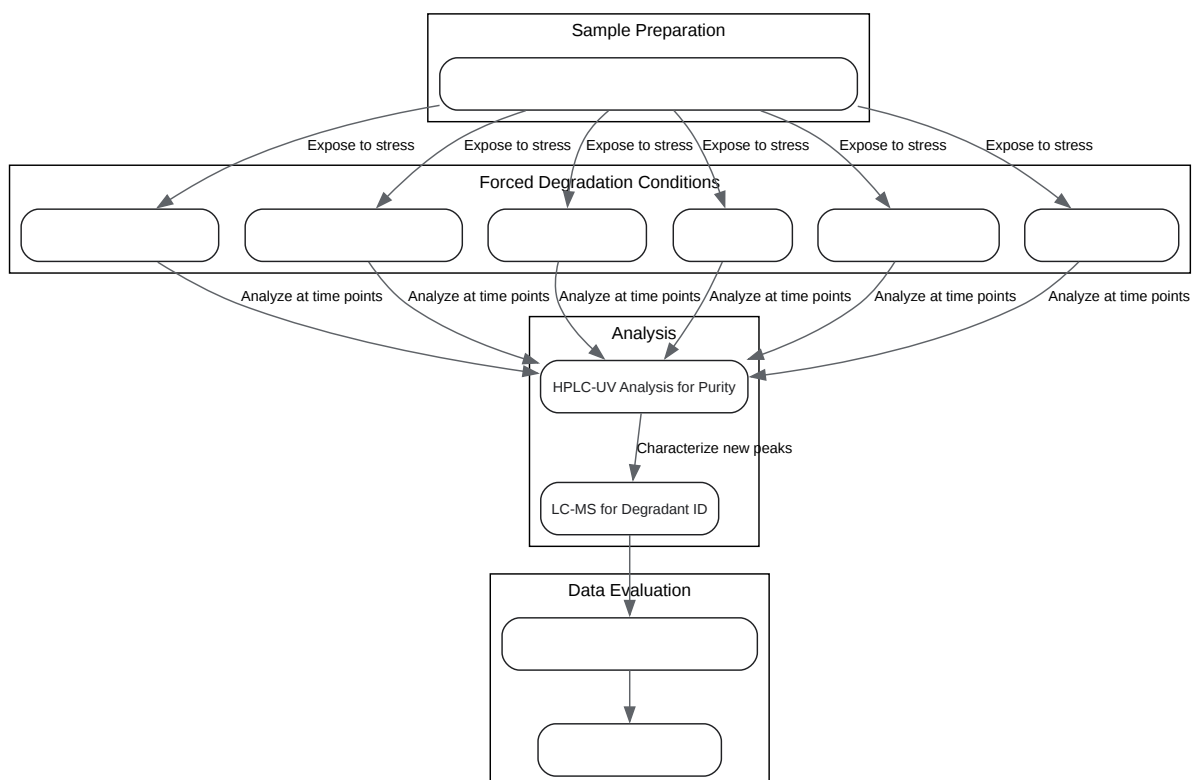 Sample Preparation
Expose to stress
Expose to stress
Expose to stress
Expose to stress
Expose to stress
Expose to stress
Forced Degradation Conditions
Analyze at time points
Analyze at time points
Analyze at time points
Analyze at time points
Analyze at time points
Analyze at time points
Analysis
HPLC-UV Analysis for Purity
Characterize new peaks
LC-MS for Degradant ID
Data Evaluation